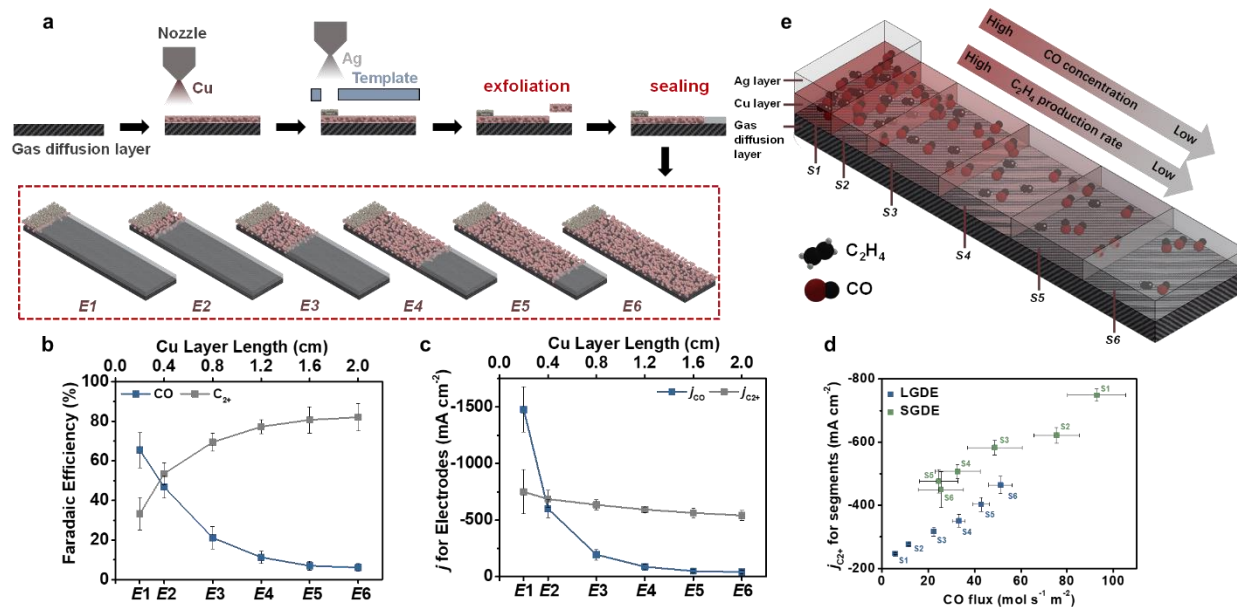 a
Nozzle
Cu
Ag
Template
exfoliation
sealing
Gas diffusion layer
E1 E2 E3 E4 E5 E6
e
High CO concentration Low
High C₂H₄ production rate Low
Ag layer
Cu layer
Gas
diffusion
layer
S1
S2
S3
S4
S5
S6
C₂H₄
CO
b
Cu Layer Length (cm)
0.0 0.4 0.8 1.2 1.6 2.0
CO C₂₊
Faradaic Efficiency (%)
100
80
60
40
20
0
E1 E2 E3 E4 E5 E6
c
Cu Layer Length (cm)
0.0 0.4 0.8 1.2 1.6 2.0
jCO jC2+
j for Electrodes (mA cm⁻²)
-1500
-1000
-500
0
E1 E2 E3 E4 E5 E6
d
-800
-600
-400
-200
jC2+ for segments (mA cm⁻²)
LGDE
SGDE
S1
S2
S3
S4
S5
S6
S6
S5
S4
S3
S2
S1
0 20 40 60 80 100
CO flux (mol s⁻¹ m⁻²)